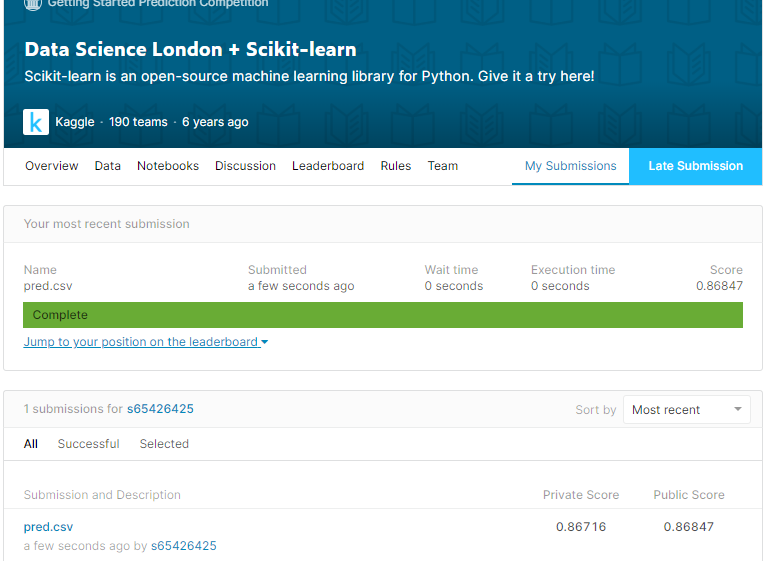 Getting Started Prediction Competition
Data Science London + Scikit-learn
Scikit-learn is an open-source machine learning library for Python. Give it a try here!
k Kaggle · 190 teams · 6 years ago
Overview Data Notebooks Discussion Leaderboard Rules Team My Submissions Late Submission
Your most recent submission
Name Submitted Wait time Execution time Score
pred.csv a few seconds ago 0 seconds 0 seconds 0.86847
Complete
Jump to your position on the leaderboard
1 submissions for s65426425 Sort by Most recent
All Successful Selected
Submission and Description Private Score Public Score
pred.csv 0.86716 0.86847
a few seconds ago by s65426425